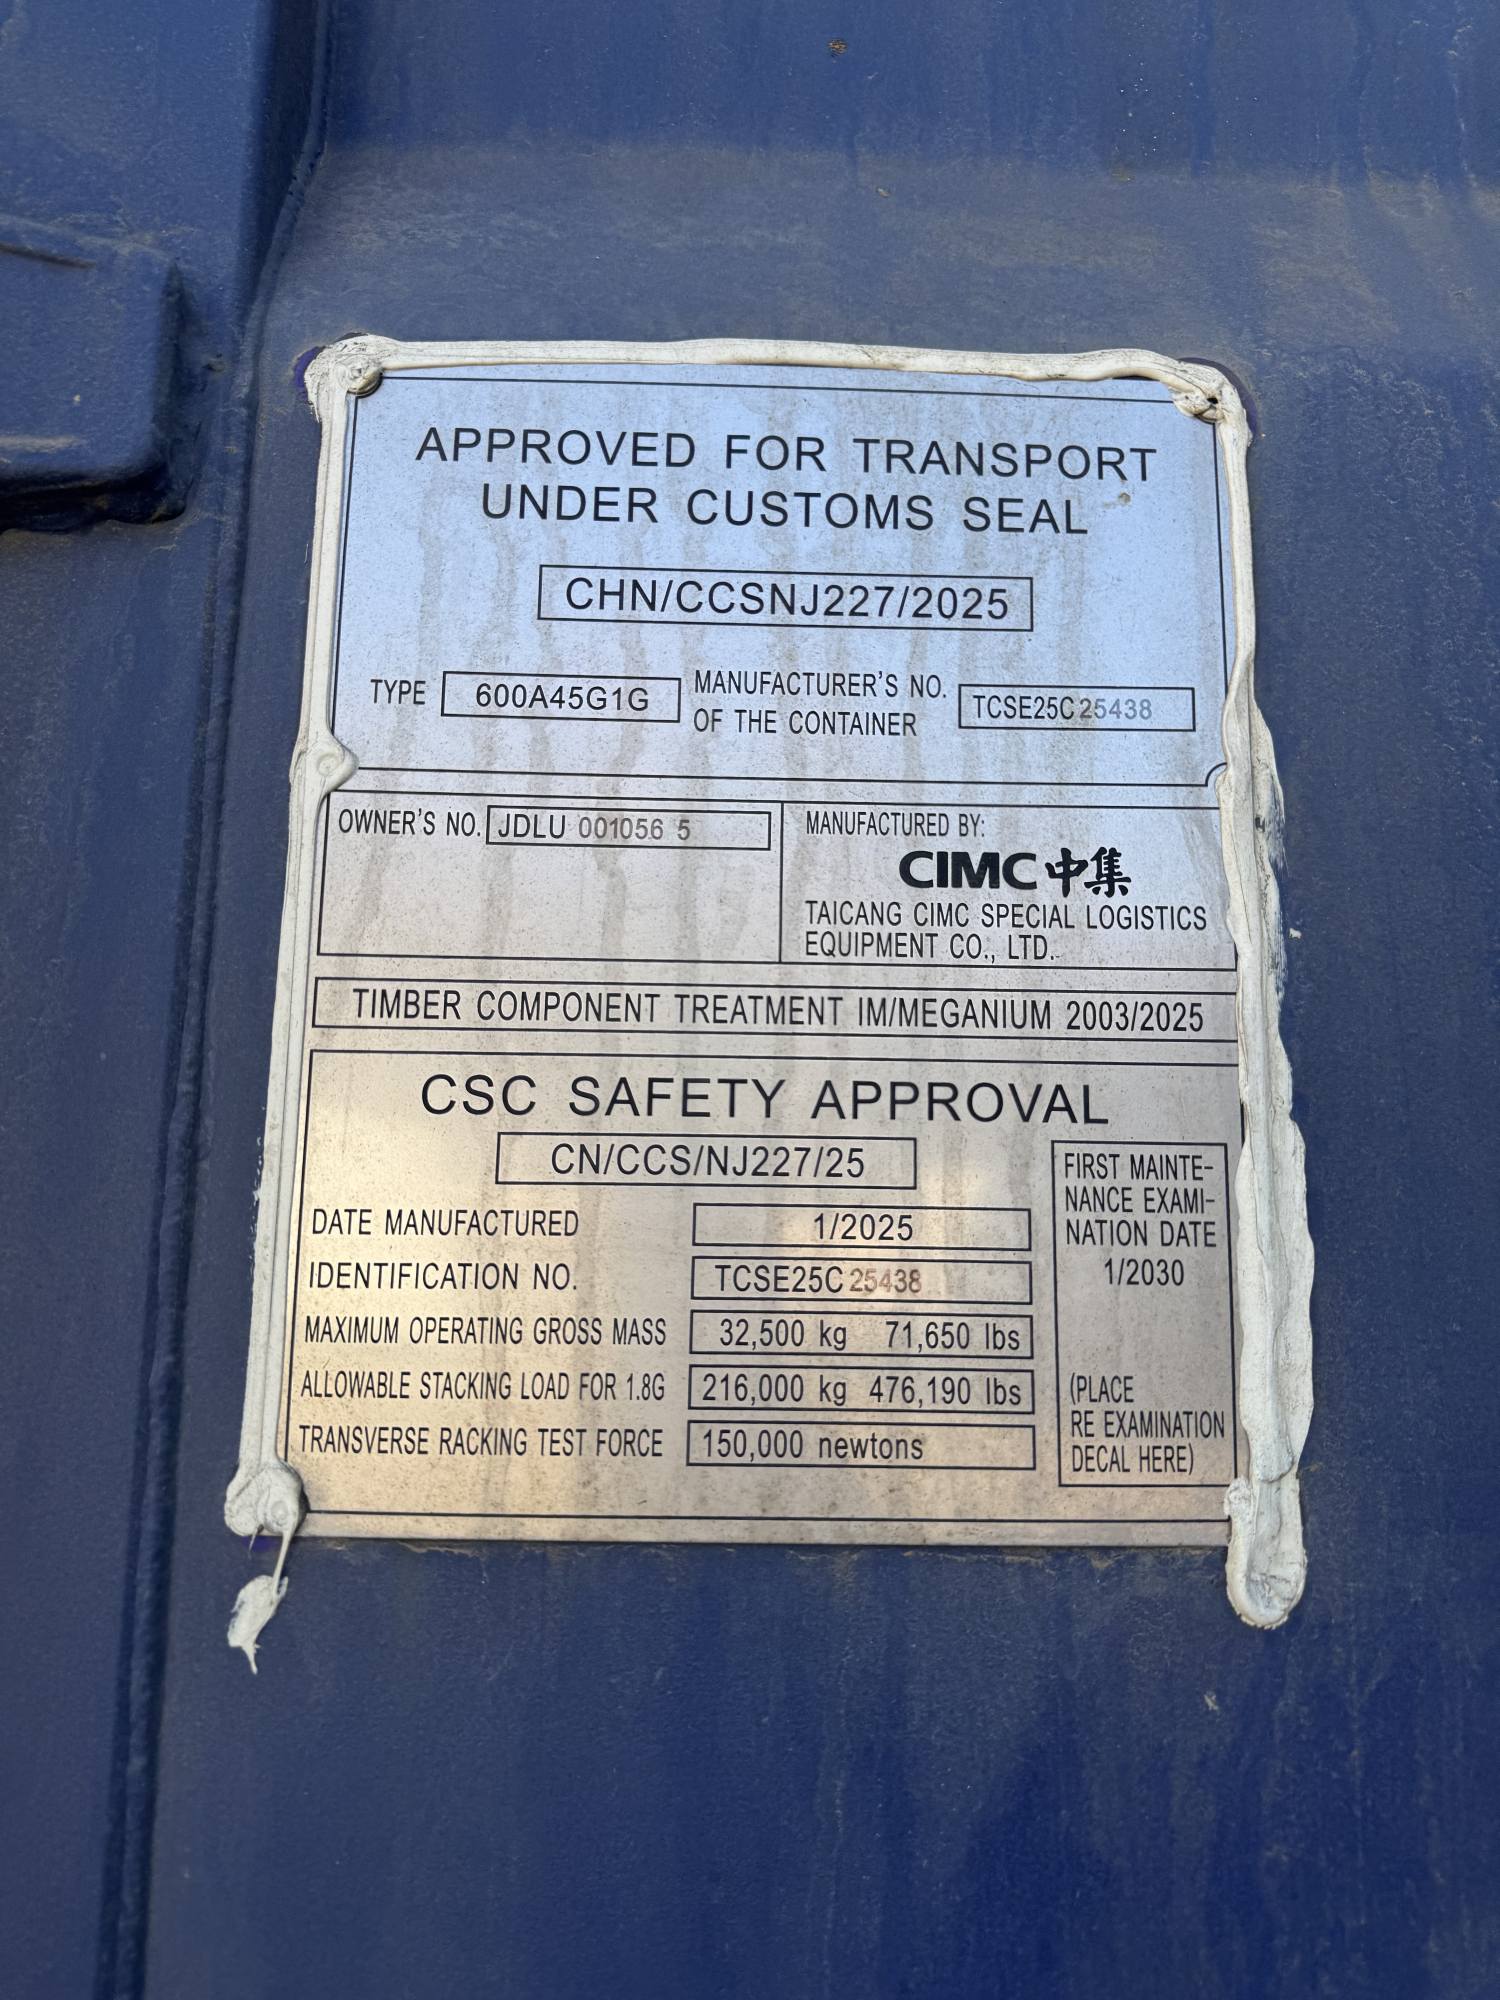 APPROVED FOR TRANSPORT
UNDER CUSTOMS SEAL
CHN/CCSNJ227/2025
TYPE 600A45G1G
MANUFACTURER'S NO.
OF THE CONTAINER
TCSE25C25438
OWNER'S NO. JDLU 001056 5
MANUFACTURED BY:
CIMC 中集
TAICANG CIMC SPECIAL LOGISTICS
EQUIPMENT CO., LTD.
TIMBER COMPONENT TREATMENT IM/MEGANIUM 2003/2025
CSC SAFETY APPROVAL
CN/CCS/NJ227/25
DATE MANUFACTURED 1/2025
IDENTIFICATION NO. TCSE25C25438
MAXIMUM OPERATING GROSS MASS 32,500 kg 71,650 lbs
ALLOWABLE STACKING LOAD FOR 1.8G 216,000 kg 476,190 lbs
TRANSVERSE RACKING TEST FORCE 150,000 newtons
FIRST MAINTE-
NANCE EXAMI-
NATION DATE
1/2030
(PLACE
RE EXAMINATION
DECAL HERE)